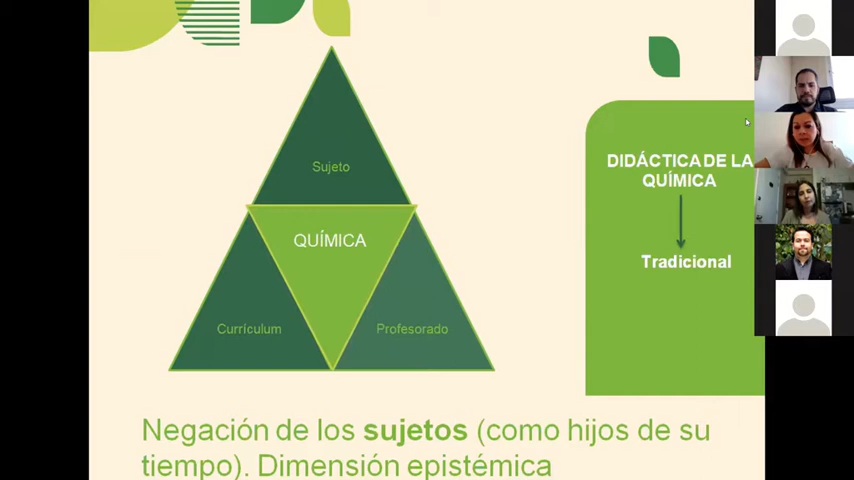 Sujeto
QUÍMICA
Currículum
Profesorado
DIDÁCTICA DE LA
QUÍMICA
Tradicional
Negación de los sujetos (como hijos de su
tiempo). Dimensión epistémica